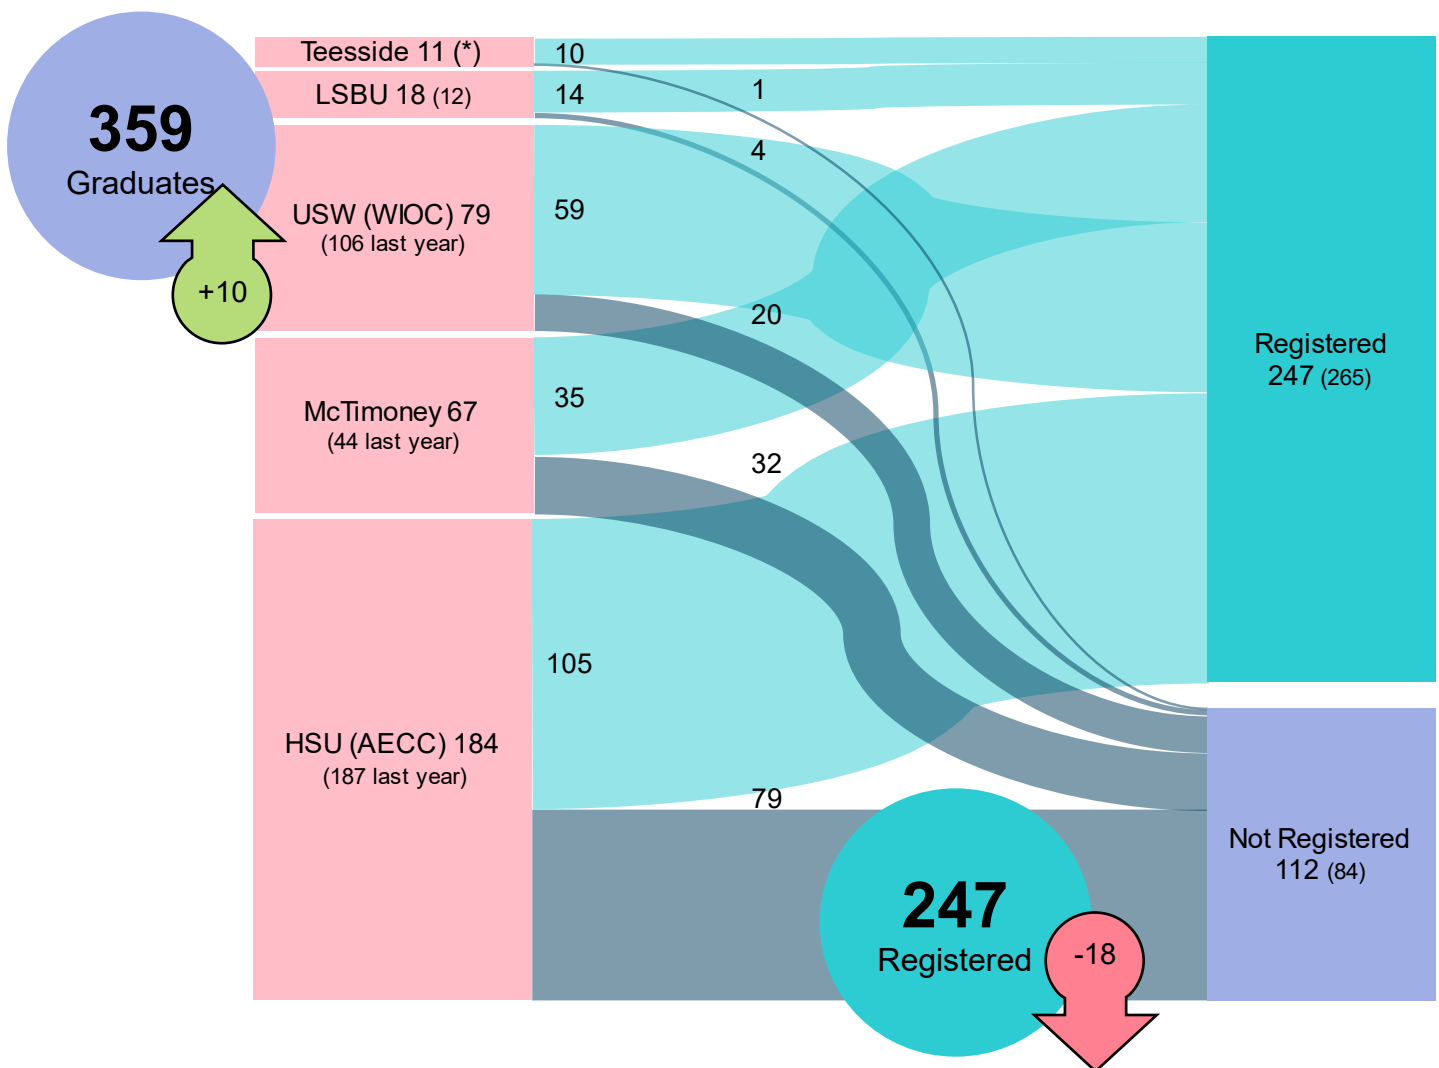 359
Graduates
+10
Teesside 11 (*)
LSBU 18 (12)
USW (WIOC) 79
(106 last year)
McTimoney 67
(44 last year)
HSU (AECC) 184
(187 last year)
10
14
59
35
105
1
4
20
32
79
Registered
247 (265)
Not Registered
112 (84)
247
Registered
-18